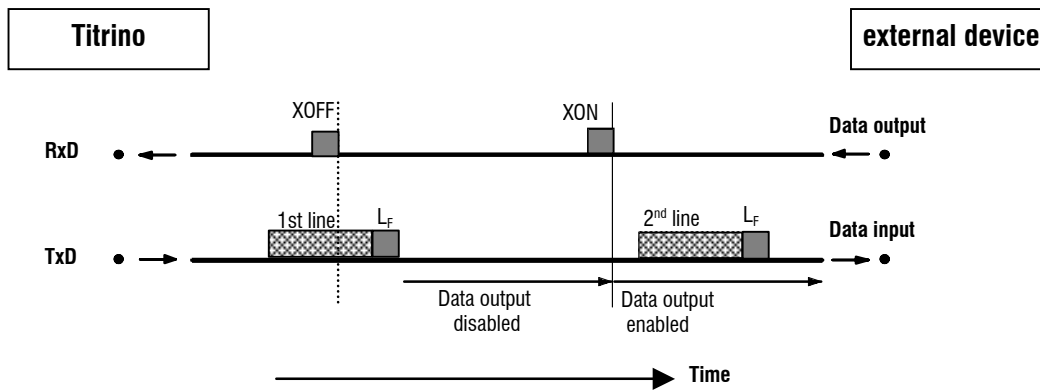 Titrino
external device
XOFF
XON
Data output
RxD
1st line
LF
2nd line
LF
Data input
TxD
Data output
disabled
Data output
enabled
Time